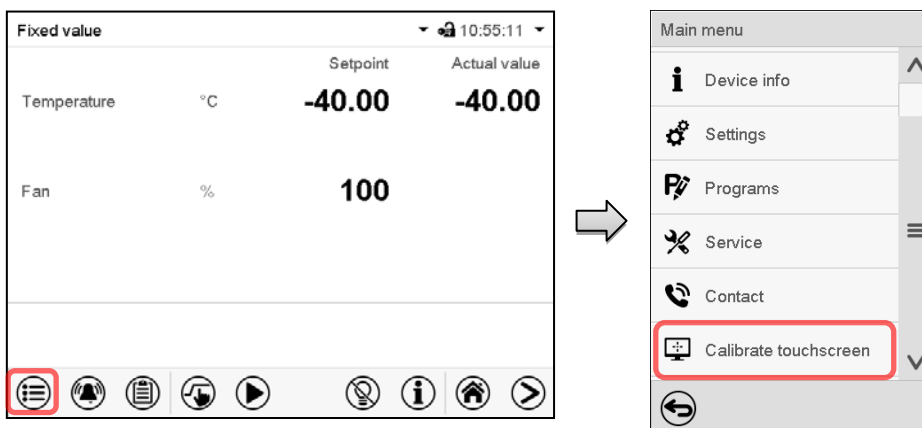 Fixed value 10:55:11
Setpoint Actual value
Temperature °C -40.00 -40.00
Fan % 100
Main menu
Device info
Settings
Programs
Service
Contact
Calibrate touchscreen